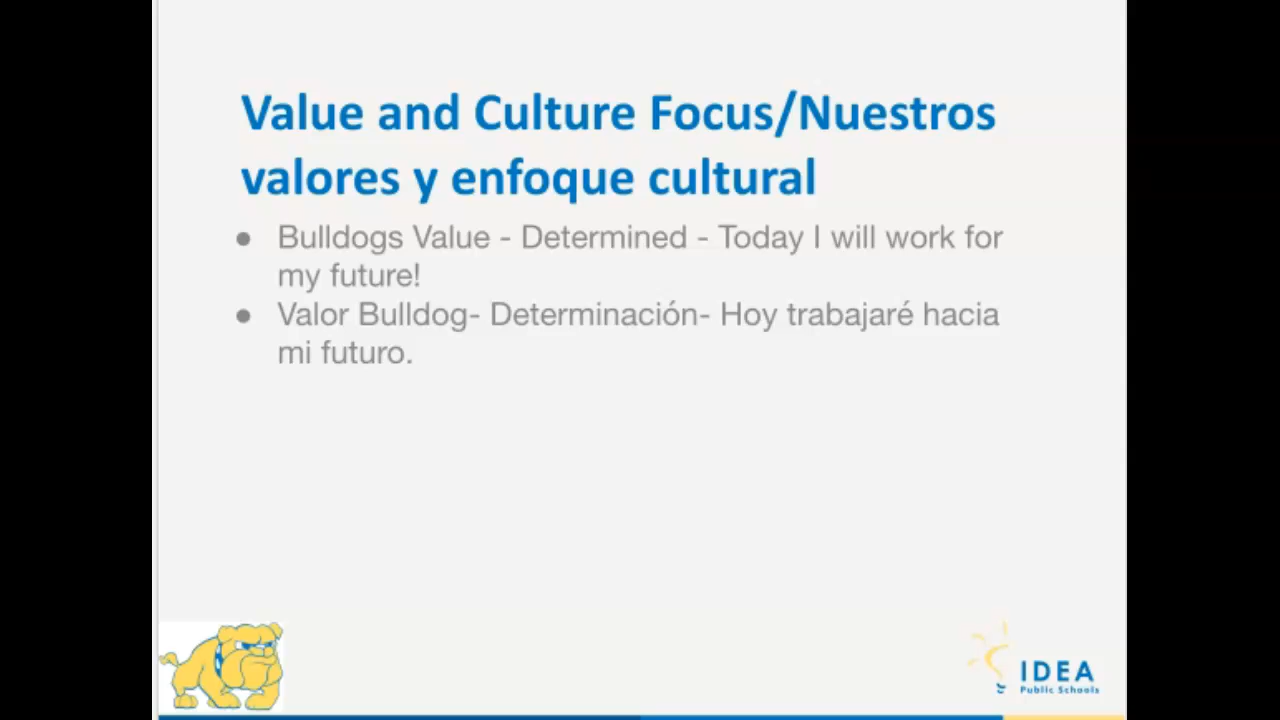 Value and Culture Focus/Nuestros
valores y enfoque cultural
● Bulldogs Value - Determined - Today I will work for
my future!
● Valor Bulldog- Determinación- Hoy trabajaré hacia
mi futuro.
IDEA
Public Schools